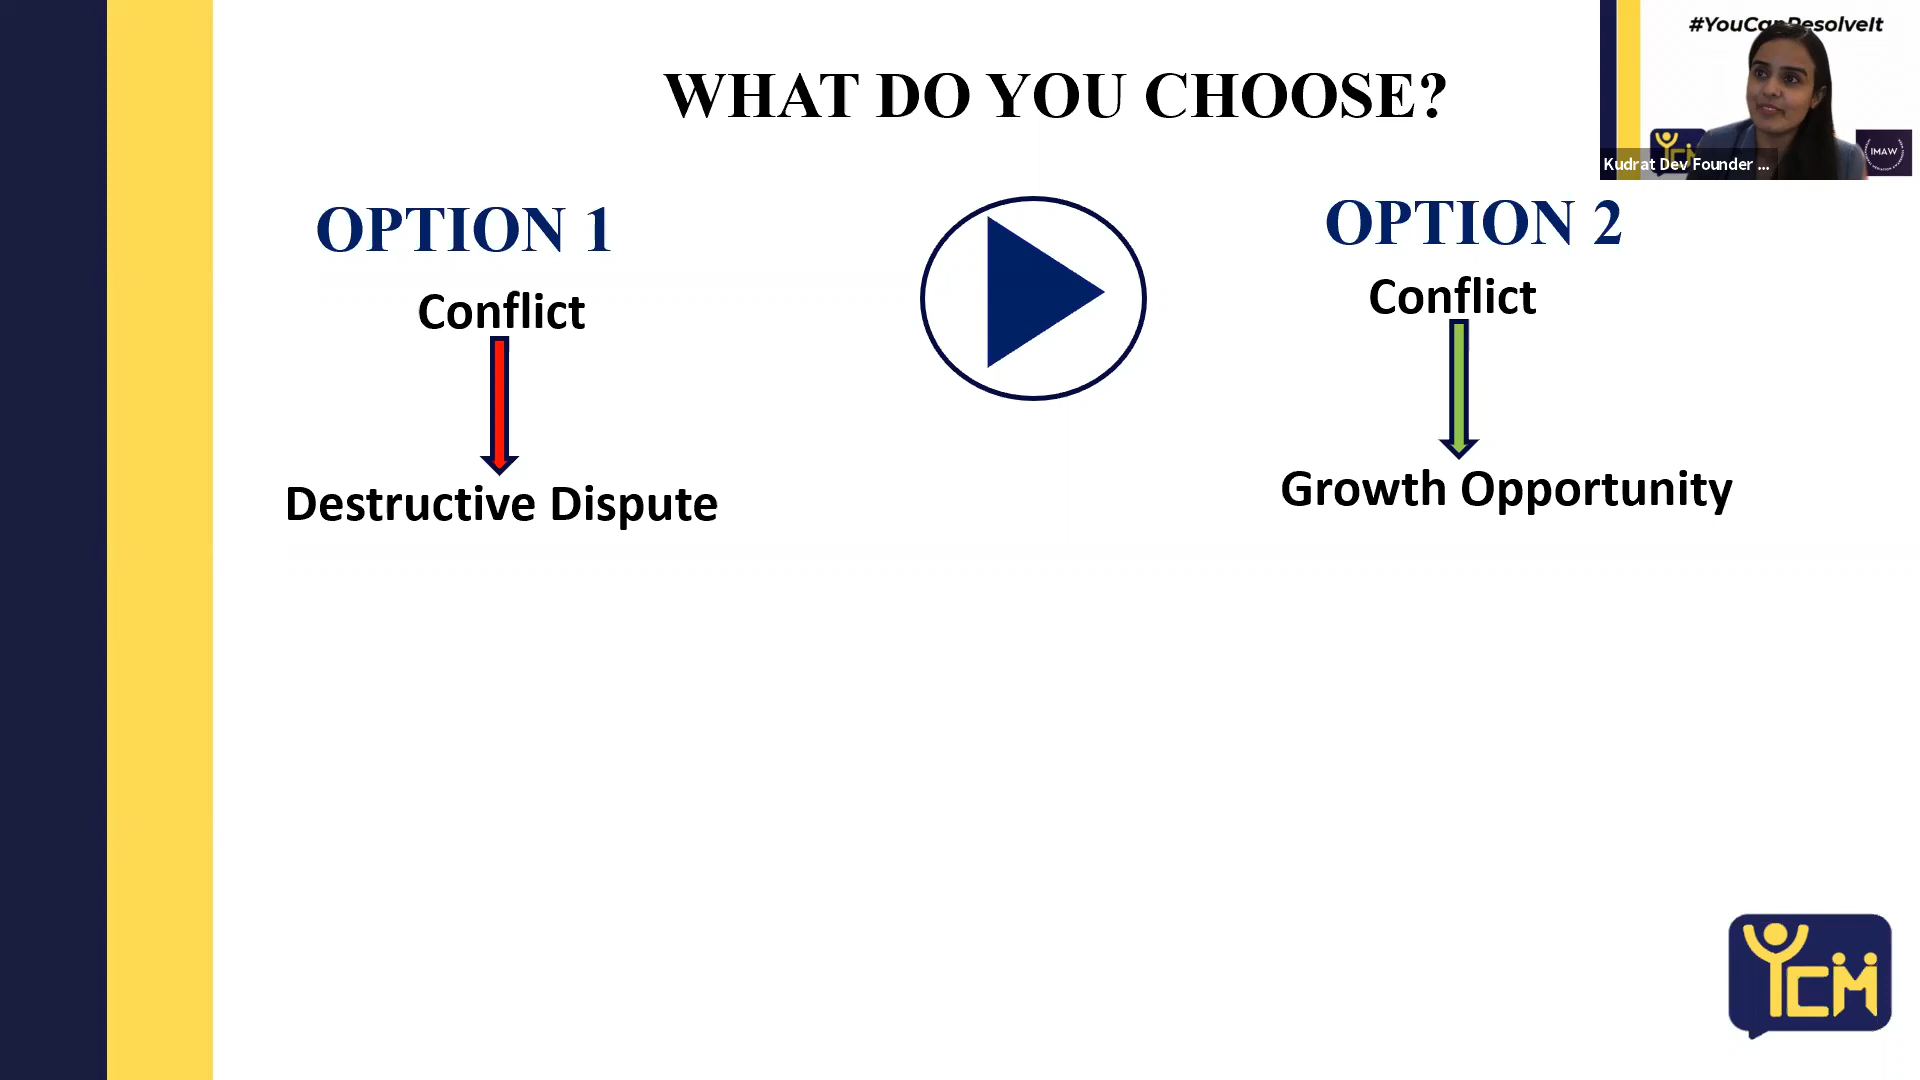 #YouCanResolveIt
WHAT DO YOU CHOOSE?
IMAW
Kudrat Dev Founder ...
OPTION 1
OPTION 2
Conflict
Conflict
Destructive Dispute
Growth Opportunity
YCM